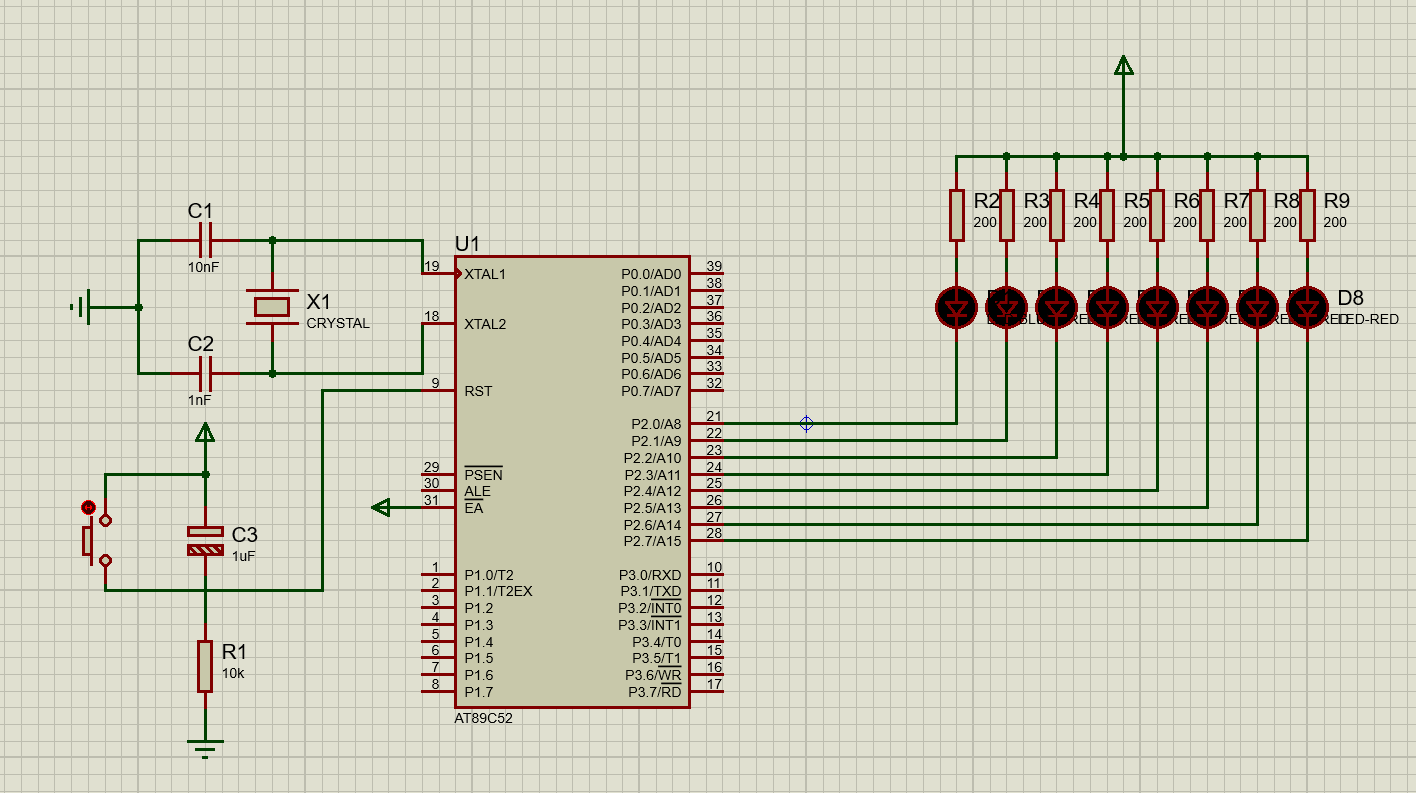 C1
10nF
X1
CRYSTAL
C2
1nF
C3
1uF
R1
10k
U1
19 XTAL1
18 XTAL2
9 RST
29 PSEN
30 ALE
31 EA
1 P1.0/T2
2 P1.1/T2EX
3 P1.2
4 P1.3
5 P1.4
6 P1.5
7 P1.6
8 P1.7
P0.0/AD0 39
P0.1/AD1 38
P0.2/AD2 37
P0.3/AD3 36
P0.4/AD4 35
P0.5/AD5 34
P0.6/AD6 33
P0.7/AD7 32
P2.0/A8 21
P2.1/A9 22
P2.2/A10 23
P2.3/A11 24
P2.4/A12 25
P2.5/A13 26
P2.6/A14 27
P2.7/A15 28
P3.0/RXD 10
P3.1/TXD 11
P3.2/INT0 12
P3.3/INT1 13
P3.4/T0 14
P3.5/T1 15
P3.6/WR 16
P3.7/RD 17
AT89C52
R2 R3 R4 R5 R6 R7 R8 R9
200 200 200 200 200 200 200 200
D8
LED-RED